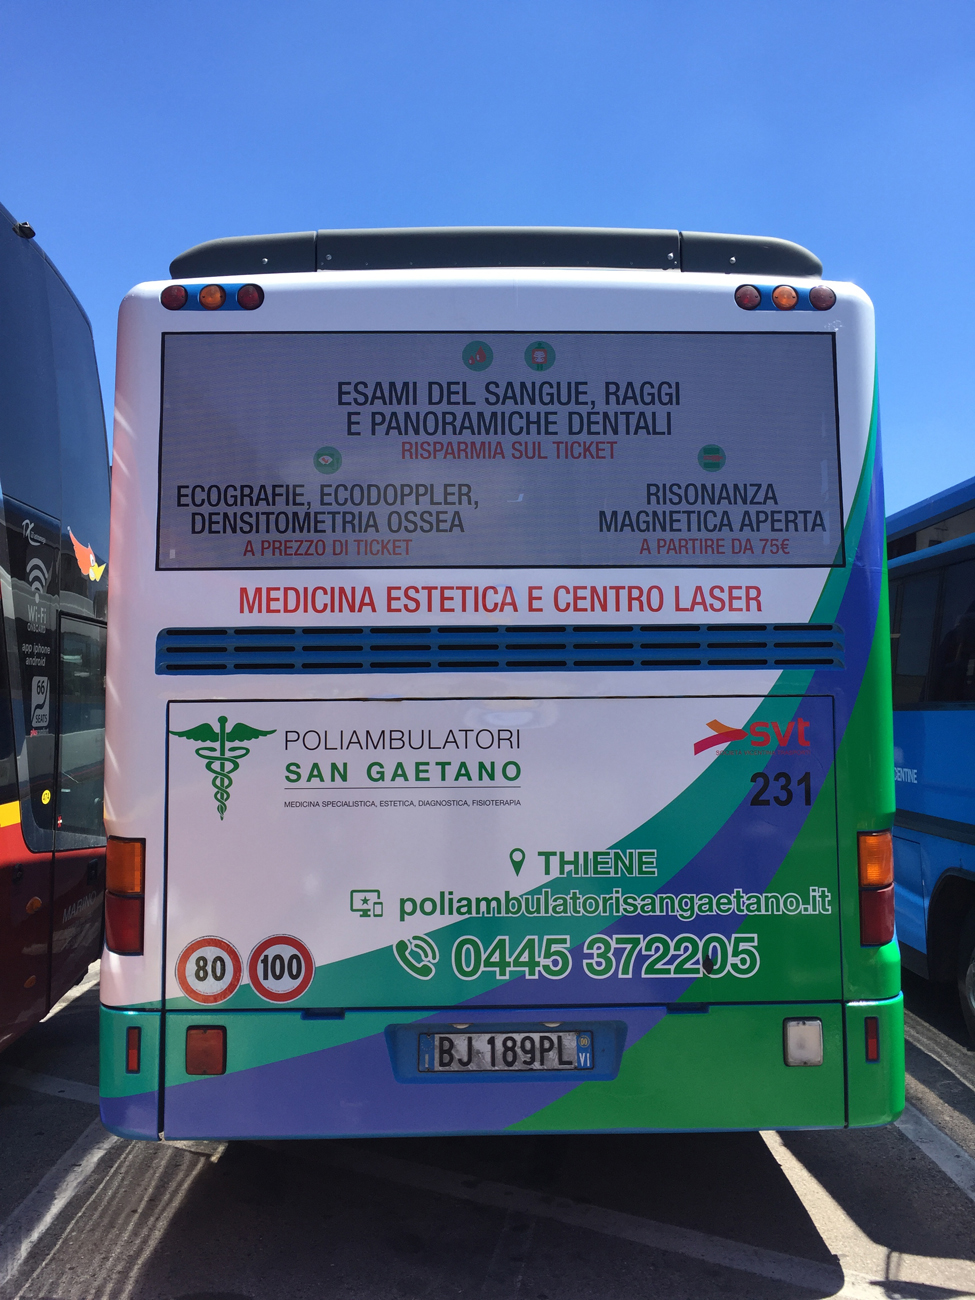 ESAMI DEL SANGUE, RAGGI
E PANORAMICHE DENTALI
RISPARMIA SUL TICKET
ECOGRAFIE, ECODOPPLER,
DENSITOMETRIA OSSEA
A PREZZO DI TICKET
RISONANZA
MAGNETICA APERTA
A PARTIRE DA 75€
MEDICINA ESTETICA E CENTRO LASER
POLIAMBULATORI
SAN GAETANO
MEDICINA SPECIALISTICA, ESTETICA, DIAGNOSTICA, FISIOTERAPIA
svt
231
THIENE
poliambulatorisangaetano.it
0445 372205
80
100
I BJ 189PL VI
Wi-Fi
app iphone
android
66
SEATS